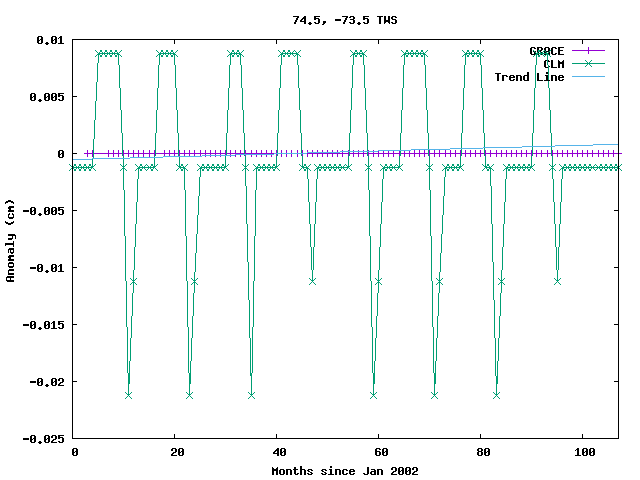 74.5, -73.5 TWS
GRACE
CLM
Trend Line
0.01
0.005
0
-0.005
-0.01
-0.015
-0.02
-0.025
Anomaly (cm)
0 20 40 60 80 100
Months since Jan 2002